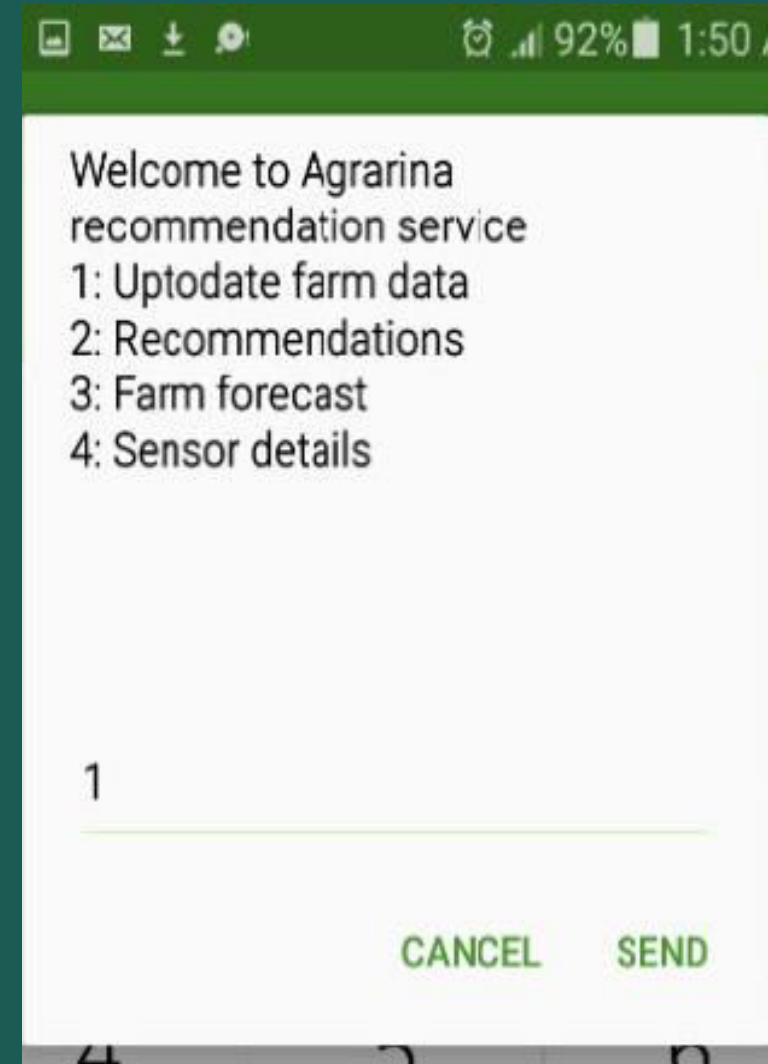 92% 1:50
Welcome to Agrarina
recommendation service
1: Uptodate farm data
2: Recommendations
3: Farm forecast
4: Sensor details
1
CANCEL SEND